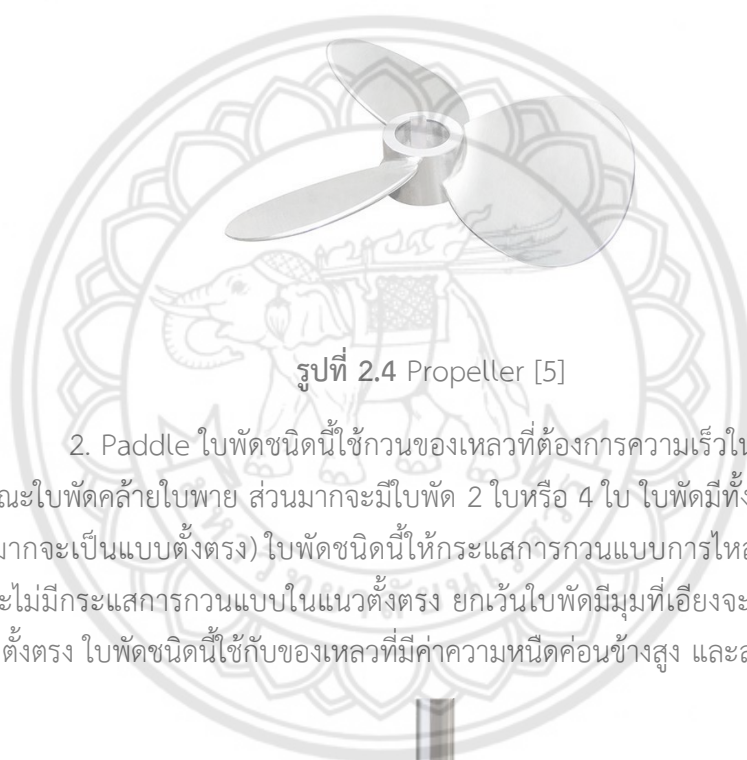 รูปที่ 2.4 Propeller [5]
2. Paddle ใบพัดชนิดนี้ใช้กวนของเหลวที่ต้องการความเร็วใน
ณะใบพัดคล้ายใบพาย ส่วนมากจะมีใบพัด 2 ใบหรือ 4 ใบ ใบพัดมีทั้ง
มากจะเป็นแบบตั้งตรง) ใบพัดชนิดนี้ให้กระแสการกวนแบบการไหล
ะไม่มีกระแสการกวนแบบในแนวตั้งตรง ยกเว้นใบพัดมีมุมที่เอียงจะ
ตั้งตรง ใบพัดชนิดนี้ใช้กับของเหลวที่มีค่าความหนืดค่อนข้างสูง และส